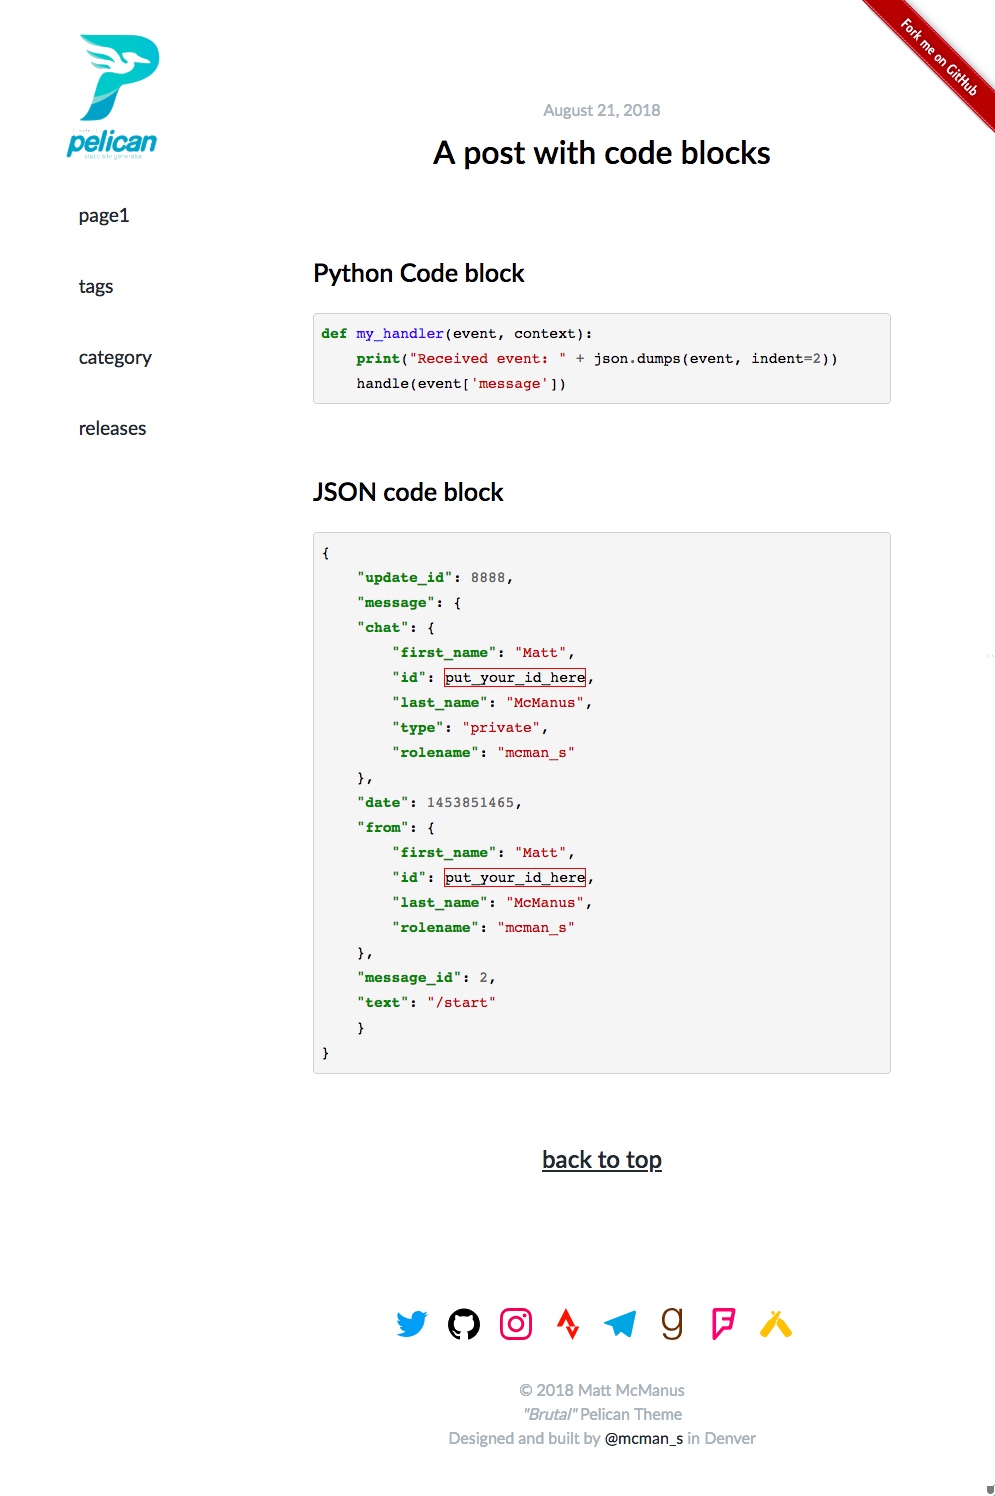 Fork me on GitHub
pelican
page1
tags
category
releases
August 21, 2018
A post with code blocks
Python Code block
def my_handler(event, context):
    print("Received event: " + json.dumps(event, indent=2))
    handle(event['message'])
JSON code block
{
    "update_id": 8888,
    "message": {
    "chat": {
        "first_name": "Matt",
        "id": put_your_id_here,
        "last_name": "McManus",
        "type": "private",
        "rolename": "mcman_s"
    },
    "date": 1453851465,
    "from": {
        "first_name": "Matt",
        "id": put_your_id_here,
        "last_name": "McManus",
        "rolename": "mcman_s"
    },
    "message_id": 2,
    "text": "/start"
    }
}
back to top
© 2018 Matt McManus
"Brutal" Pelican Theme
Designed and built by @mcman_s in Denver